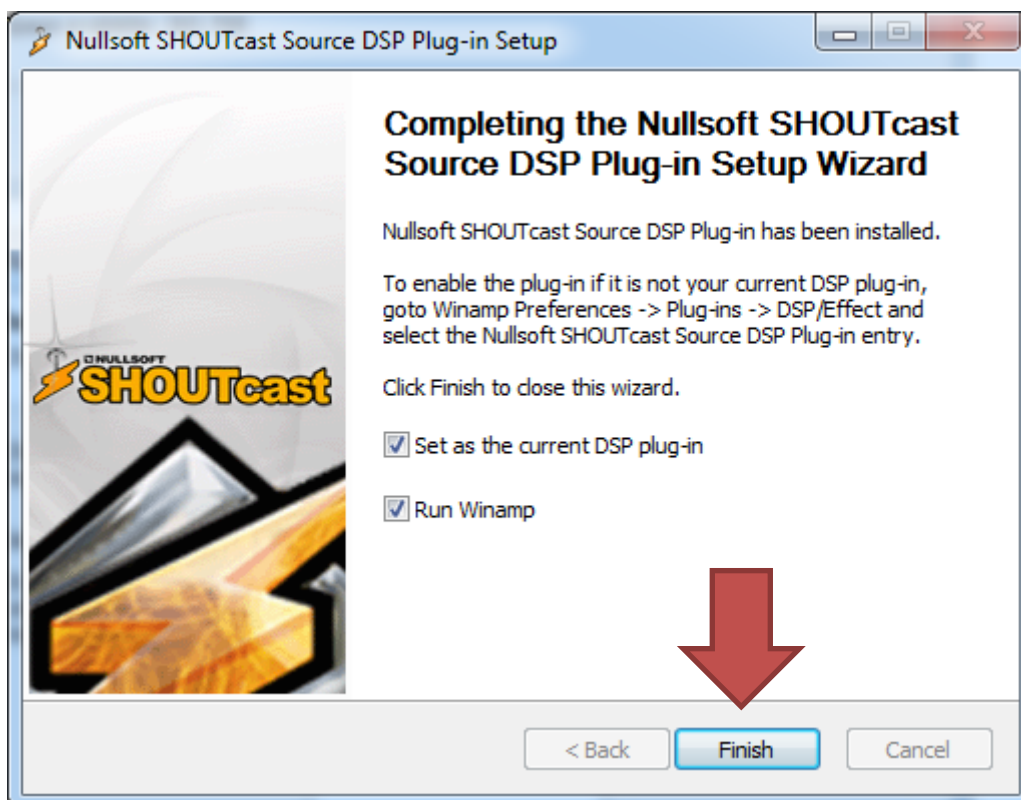 Nullsoft SHOUTcast Source DSP Plug-in Setup
Completing the Nullsoft SHOUTcast
Source DSP Plug-in Setup Wizard
Nullsoft SHOUTcast Source DSP Plug-in has been installed.
To enable the plug-in if it is not your current DSP plug-in,
goto Winamp Preferences -> Plug-ins -> DSP/Effect and
select the Nullsoft SHOUTcast Source DSP Plug-in entry.
NULLSOFT
SHOUTcast
Click Finish to close this wizard.
Set as the current DSP plug-in
Run Winamp
< Back
Finish
Cancel